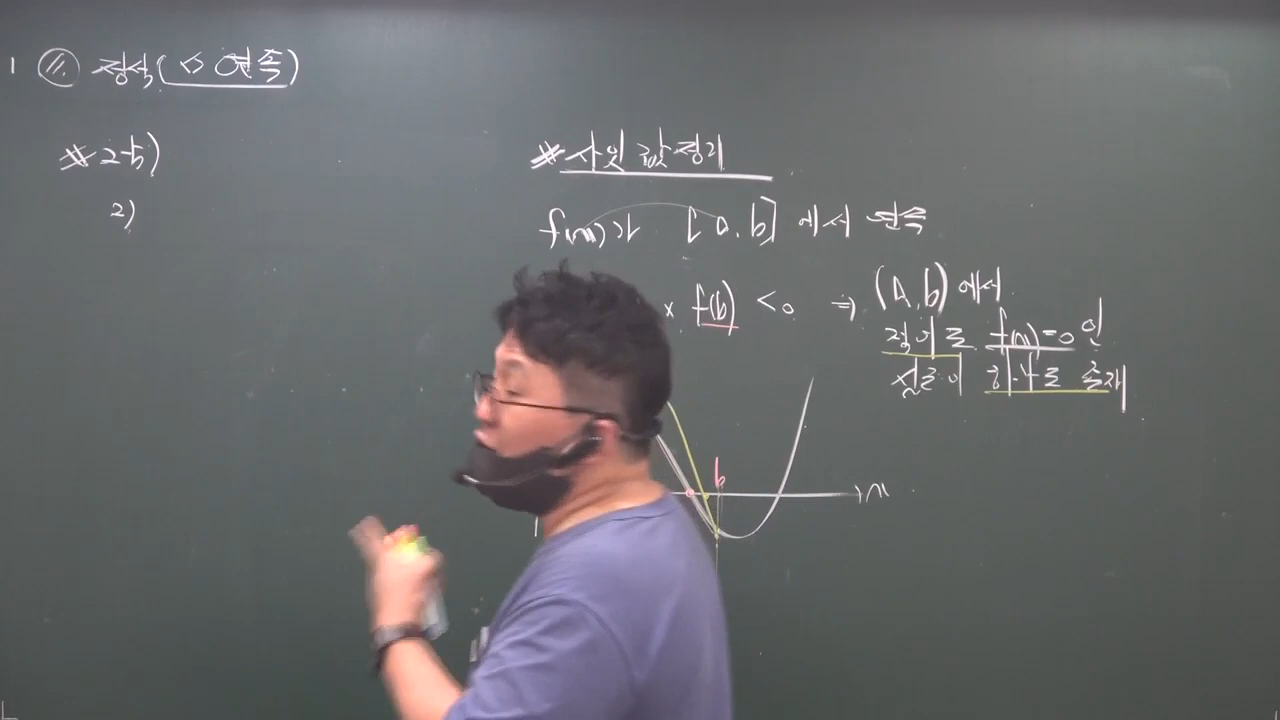 1 11. 정석(<> 연속)
※ 2부)
2)
※ 사잇값정리
f(x)가 [a, b] 에서 연속
x f(b) <0 ⇒ (a, b) 에서
적어도 f(x)=0 인
실근이 하나로 존재
b
x